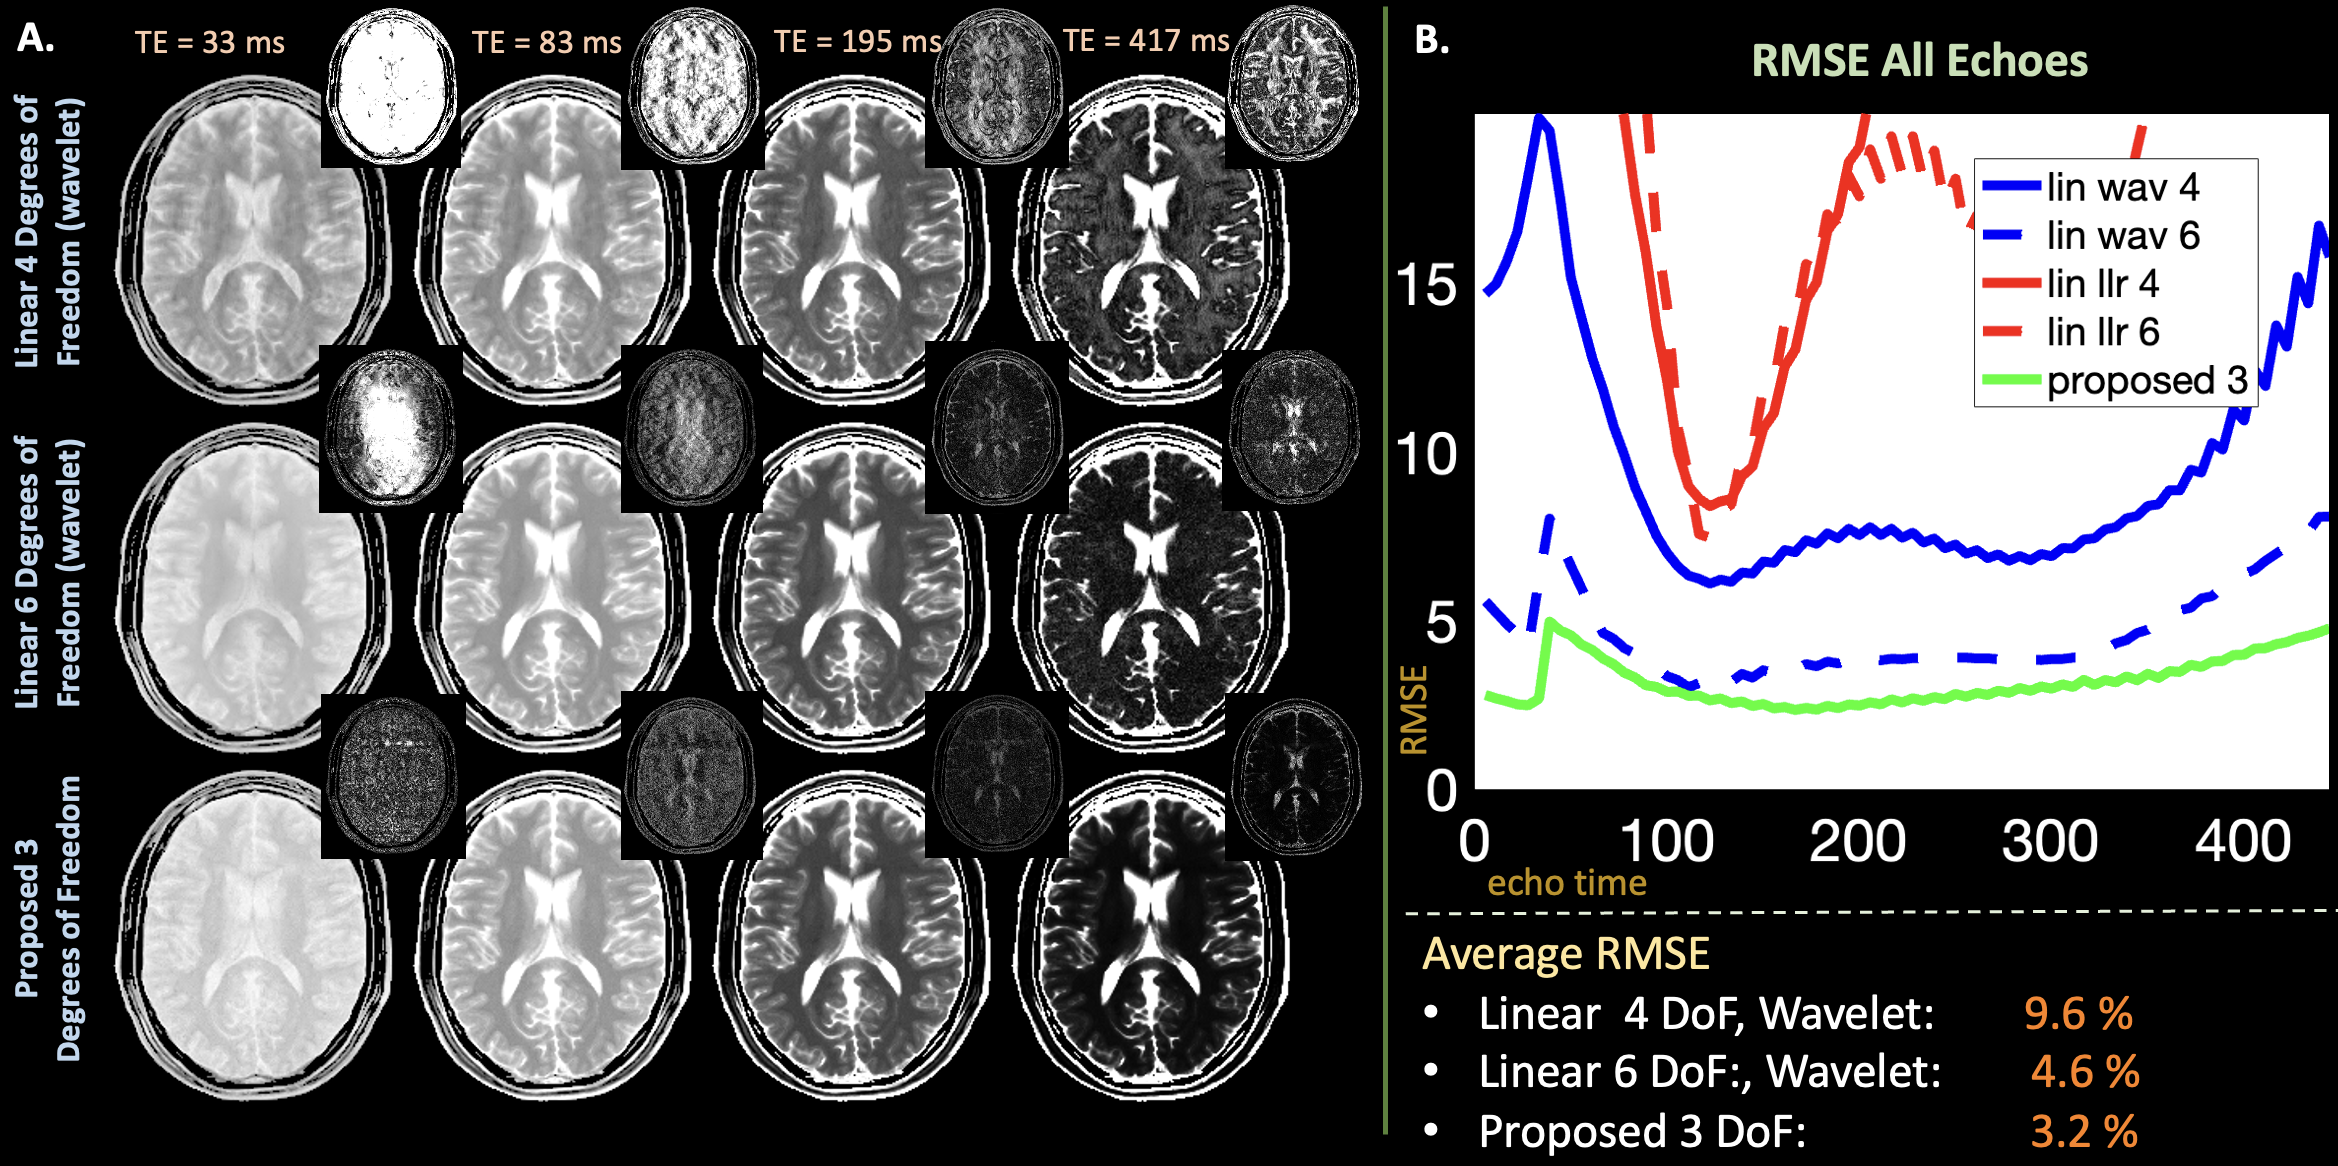 A.
TE = 33 ms
TE = 83 ms
TE = 195 ms
TE = 417 ms
Linear 4 Degrees of
Freedom (wavelet)
Linear 6 Degrees of
Freedom (wavelet)
Proposed 3
Degrees of Freedom
B.
RMSE All Echoes
lin wav 4
lin wav 6
lin llr 4
lin llr 6
proposed 3
15
10
5
0
RMSE
0 100 200 300 400
echo time
Average RMSE
• Linear 4 DoF, Wavelet: 9.6 %
• Linear 6 DoF:, Wavelet: 4.6 %
• Proposed 3 DoF: 3.2 %